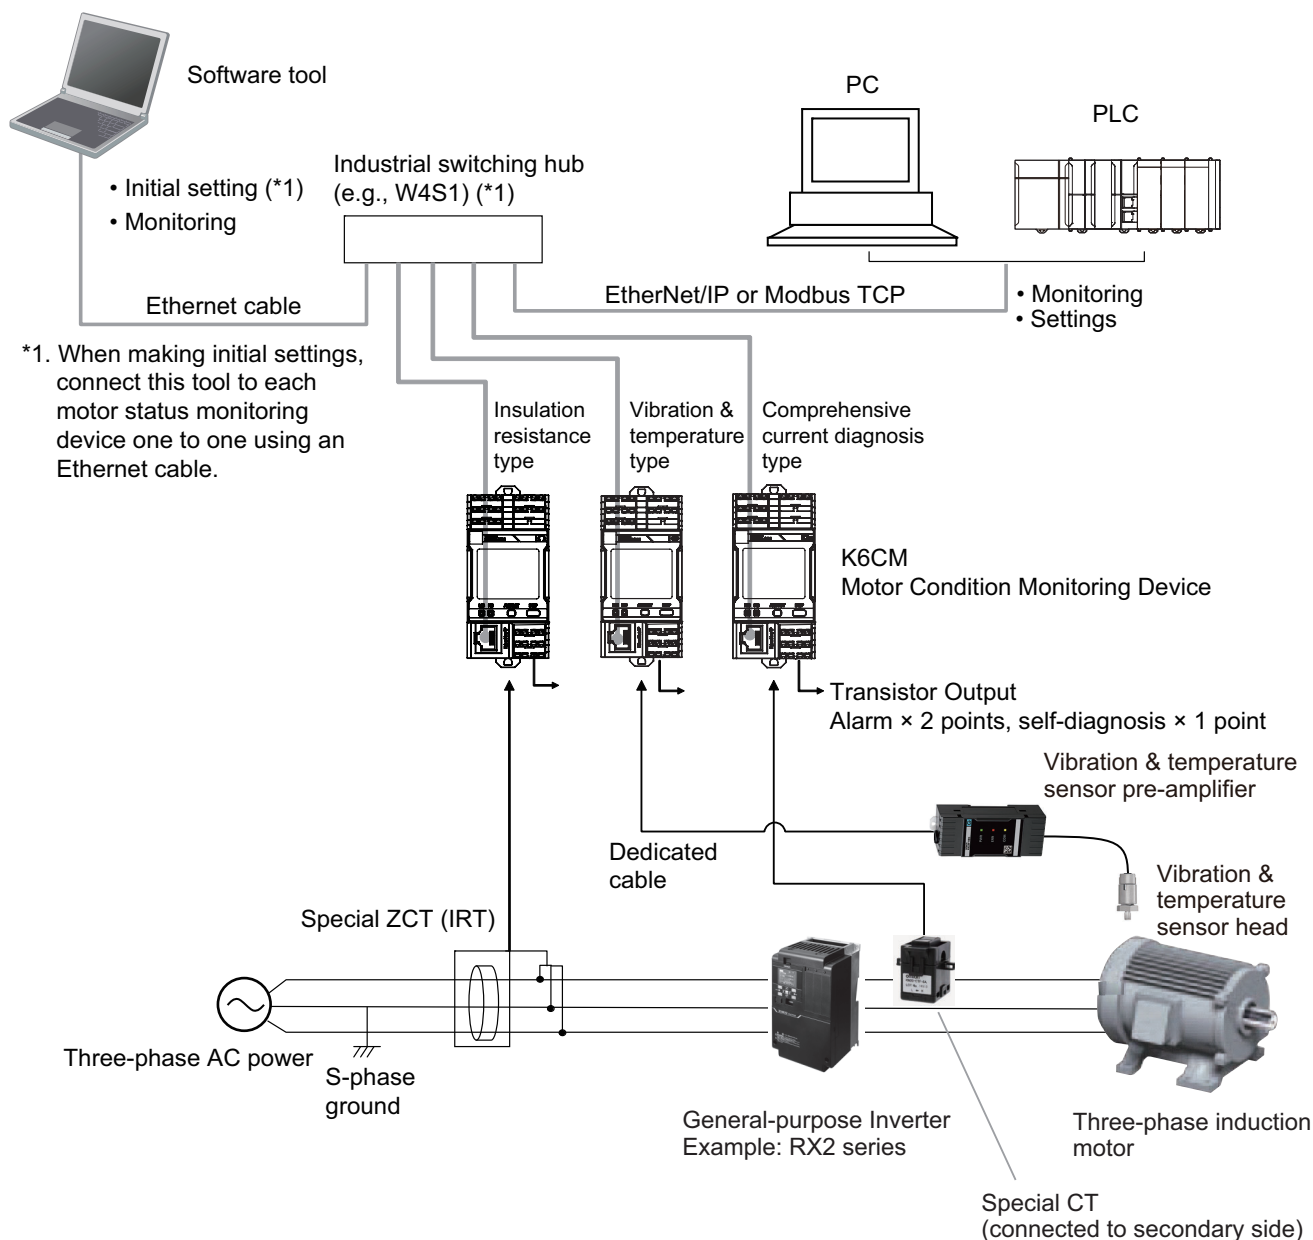 Software tool
PC
PLC
• Initial setting (*1)
• Monitoring
Industrial switching hub
(e.g., W4S1) (*1)
Ethernet cable
EtherNet/IP or Modbus TCP
• Monitoring
• Settings
*1. When making initial settings,
connect this tool to each
motor status monitoring
device one to one using an
Ethernet cable.
Insulation
resistance
type
Vibration &
temperature
type
Comprehensive
current diagnosis
type
K6CM
Motor Condition Monitoring Device
Transistor Output
Alarm × 2 points, self-diagnosis × 1 point
Vibration & temperature
sensor pre-amplifier
Dedicated
cable
Vibration &
temperature
sensor head
Special ZCT (IRT)
Three-phase AC power
S-phase
ground
General-purpose Inverter
Example: RX2 series
Three-phase induction
motor
Special CT
(connected to secondary side)